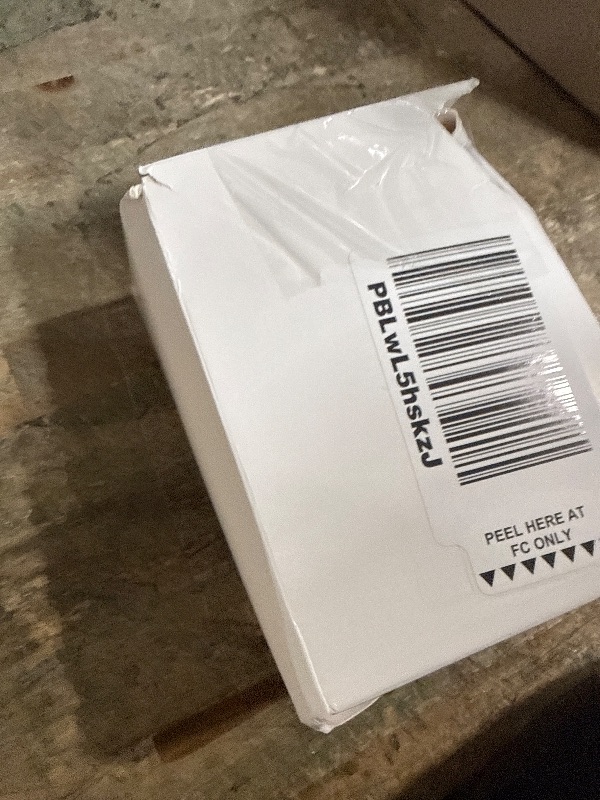 PBLwL5hskzJ
PEEL HERE AT
FC ONLY